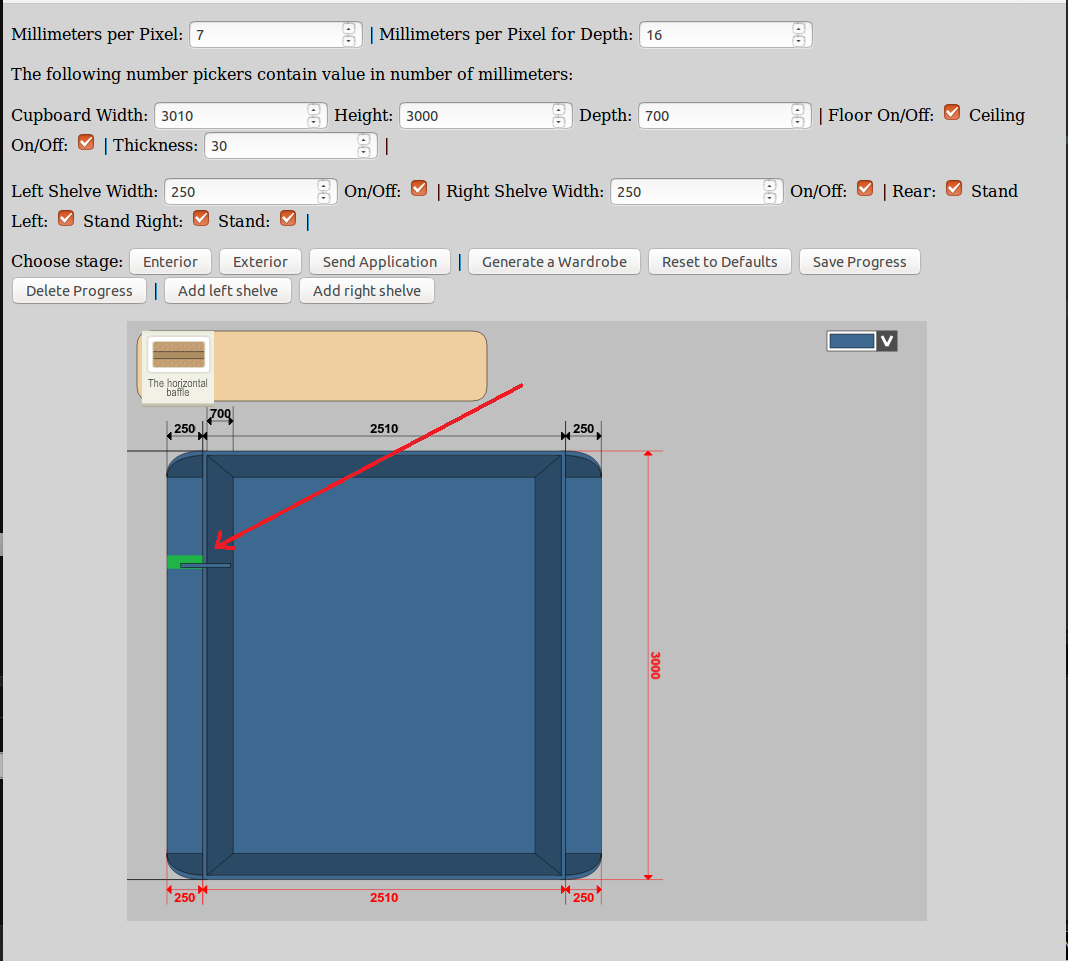 Millimeters per Pixel: 7 | Millimeters per Pixel for Depth: 16
The following number pickers contain value in number of millimeters:
Cupboard Width: 3010 Height: 3000 Depth: 700 | Floor On/Off: Ceiling
On/Off: | Thickness: 30 |
Left Shelve Width: 250 On/Off: | Right Shelve Width: 250 On/Off: | Rear: Stand
Left: Stand Right: Stand: |
Choose stage: Enterior Exterior Send Application | Generate a Wardrobe Reset to Defaults Save Progress
Delete Progress | Add left shelve Add right shelve
The horizontal
baffle
V
700
250 2510 250
3000
250 2510 250